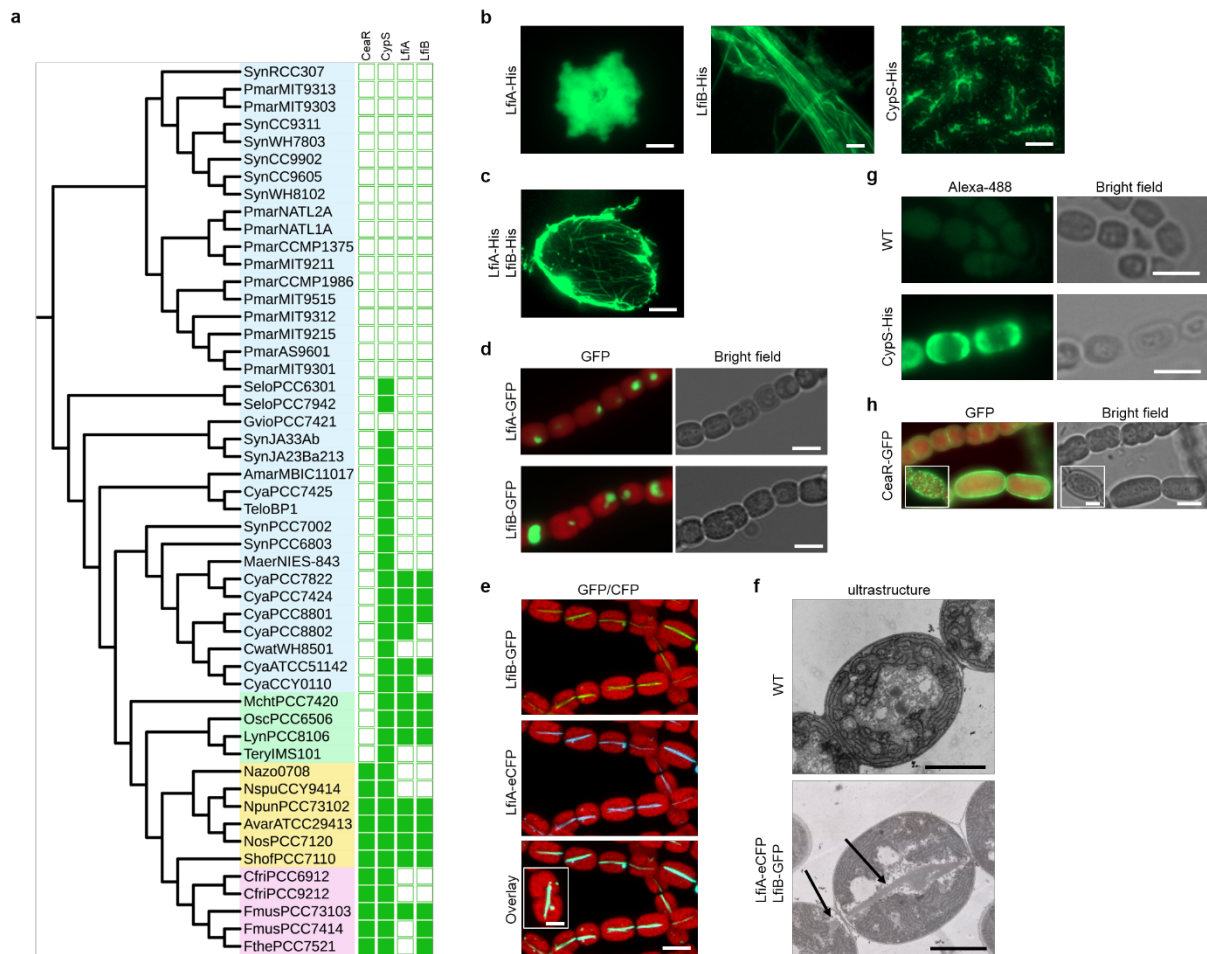 a
CeaR
CypS
LfiA
LfiB
SynRCC307
PmarMIT9313
PmarMIT9303
SynCC9311
SynWH7803
SynCC9902
SynCC9605
SynWH8102
PmarNATL2A
PmarNATL1A
PmarCCMP1375
PmarMIT9211
PmarCCMP1986
PmarMIT9515
PmarMIT9312
PmarMIT9215
PmarAS9601
PmarMIT9301
SeloPCC6301
SeloPCC7942
GvioPCC7421
SynJA33Ab
SynJA23Ba213
AmarMBIC11017
CyaPCC7425
TeloBP1
SynPCC7002
SynPCC6803
MaerNIES-843
CyaPCC7822
CyaPCC7424
CyaPCC8801
CyaPCC8802
CwatWH8501
CyaATCC51142
CyaCCY0110
MchtPCC7420
OscPCC6506
LynPCC8106
TeryIMS101
Nazo0708
NspuCCY9414
NpunPCC73102
AvarATCC29413
NosPCC7120
ShofPCC7110
CfriPCC6912
CfriPCC9212
FmusPCC73103
FmusPCC7414
FthePCC7521
b
LfiA-His
LfiB-His
CypS-His
c
LfiA-His
LfiB-His
d
GFP
Bright field
LfiA-GFP
LfiB-GFP
e
GFP/CFP
LfiB-GFP
LfiA-eCFP
Overlay
f
ultrastructure
WT
LfiA-eCFP
LfiB-GFP
g
Alexa-488
Bright field
WT
CypS-His
h
GFP
Bright field
CeaR-GFP